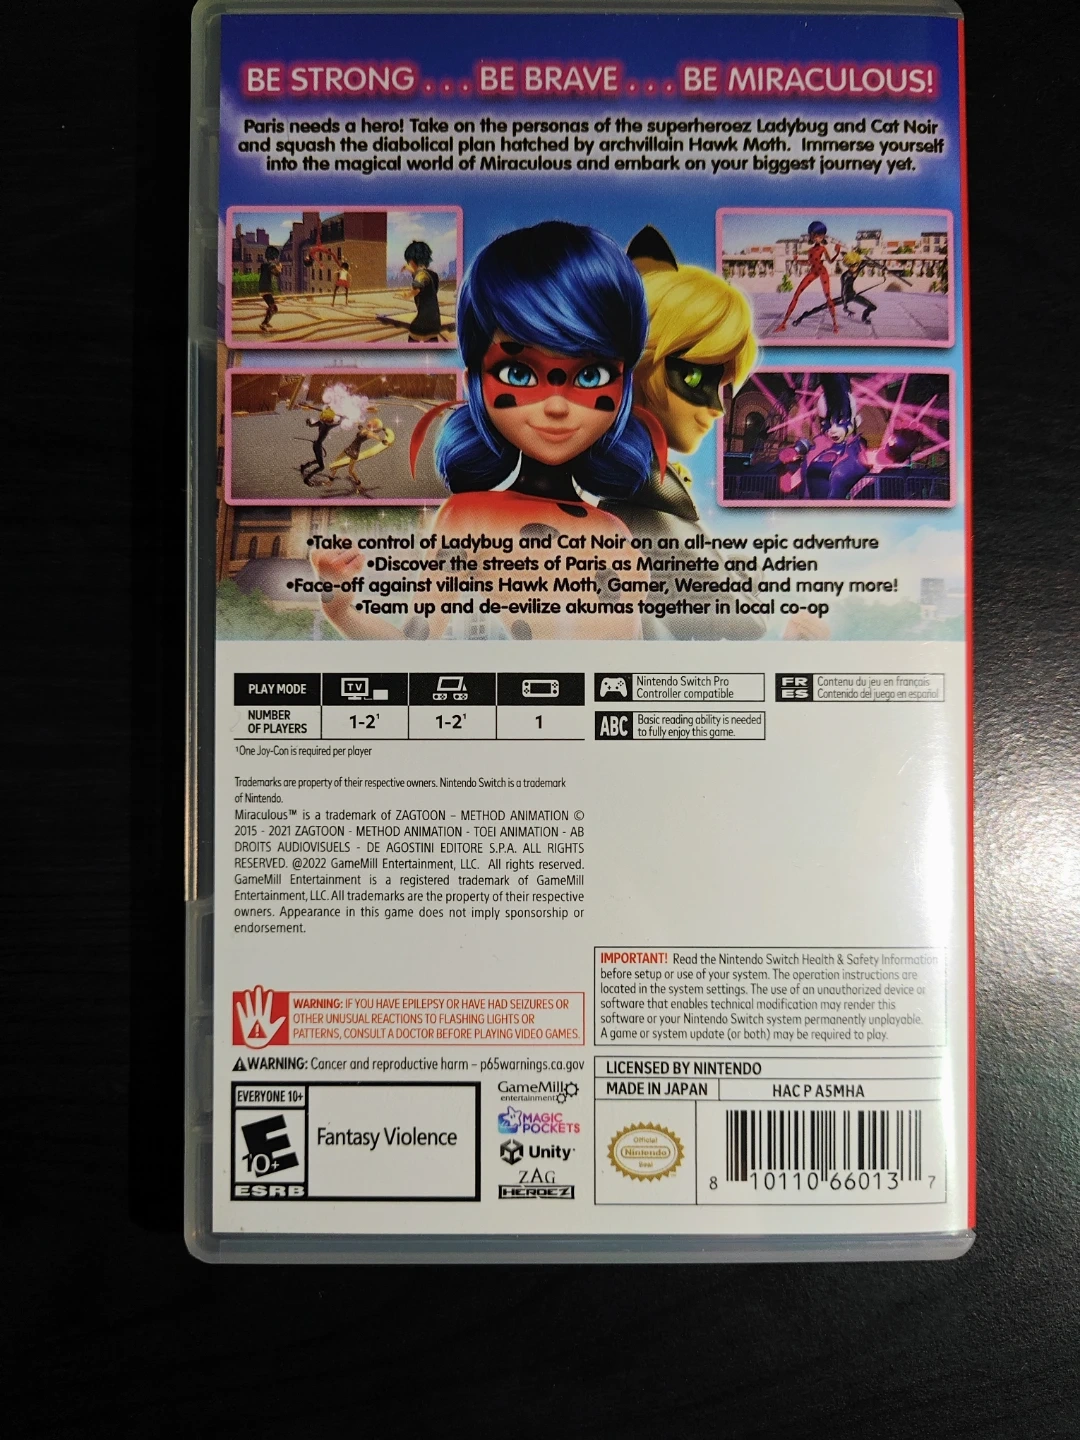 BE STRONG . . . BE BRAVE . . . BE MIRACULOUS!
Paris needs a hero! Take on the personas of the superheroez Ladybug and Cat Noir
and squash the diabolical plan hatched by archvillain Hawk Moth. Immerse yourself
into the magical world of Miraculous and embark on your biggest journey yet.
•Take control of Ladybug and Cat Noir on an all-new epic adventure
•Discover the streets of Paris as Marinette and Adrien
•Face-off against villains Hawk Moth, Gamer, Weredad and many more!
•Team up and de-evilize akumas together in local co-op
PLAY MODE
TV
NUMBER
OF PLAYERS
1-2¹
1-2¹
1
¹One Joy-Con is required per player
Nintendo Switch Pro
Controller compatible
FR
ES
Contenu du jeu en français
Contenido del juego en español
ABC
Basic reading ability is needed
to fully enjoy this game.
Trademarks are property of their respective owners. Nintendo Switch is a trademark
of Nintendo.
Miraculous™ is a trademark of ZAGTOON – METHOD ANIMATION ©
2015 - 2021 ZAGTOON - METHOD ANIMATION - TOEI ANIMATION - AB
DROITS AUDIOVISUELS - DE AGOSTINI EDITORE S.P.A. ALL RIGHTS
RESERVED. @2022 GameMill Entertainment, LLC. All rights reserved.
GameMill Entertainment is a registered trademark of GameMill
Entertainment, LLC. All trademarks are the property of their respective
owners. Appearance in this game does not imply sponsorship or
endorsement.
WARNING: IF YOU HAVE EPILEPSY OR HAVE HAD SEIZURES OR
OTHER UNUSUAL REACTIONS TO FLASHING LIGHTS OR
PATTERNS, CONSULT A DOCTOR BEFORE PLAYING VIDEO GAMES.
WARNING: Cancer and reproductive harm – p65warnings.ca.gov
IMPORTANT! Read the Nintendo Switch Health & Safety Information
before setup or use of your system. The operation instructions are
located in the system settings. The use of an unauthorized device or
software that enables technical modification may render this
software or your Nintendo Switch system permanently unplayable.
A game or system update (or both) may be required to play.
EVERYONE 10+
E
10+
ESRB
Fantasy Violence
GameMill
entertainment
MAGIC
POCKETS
Unity
ZAG
HEROEZ
LICENSED BY NINTENDO
MADE IN JAPAN
HAC P A5MHA
Official
Nintendo
Seal
8 10110 66013 7